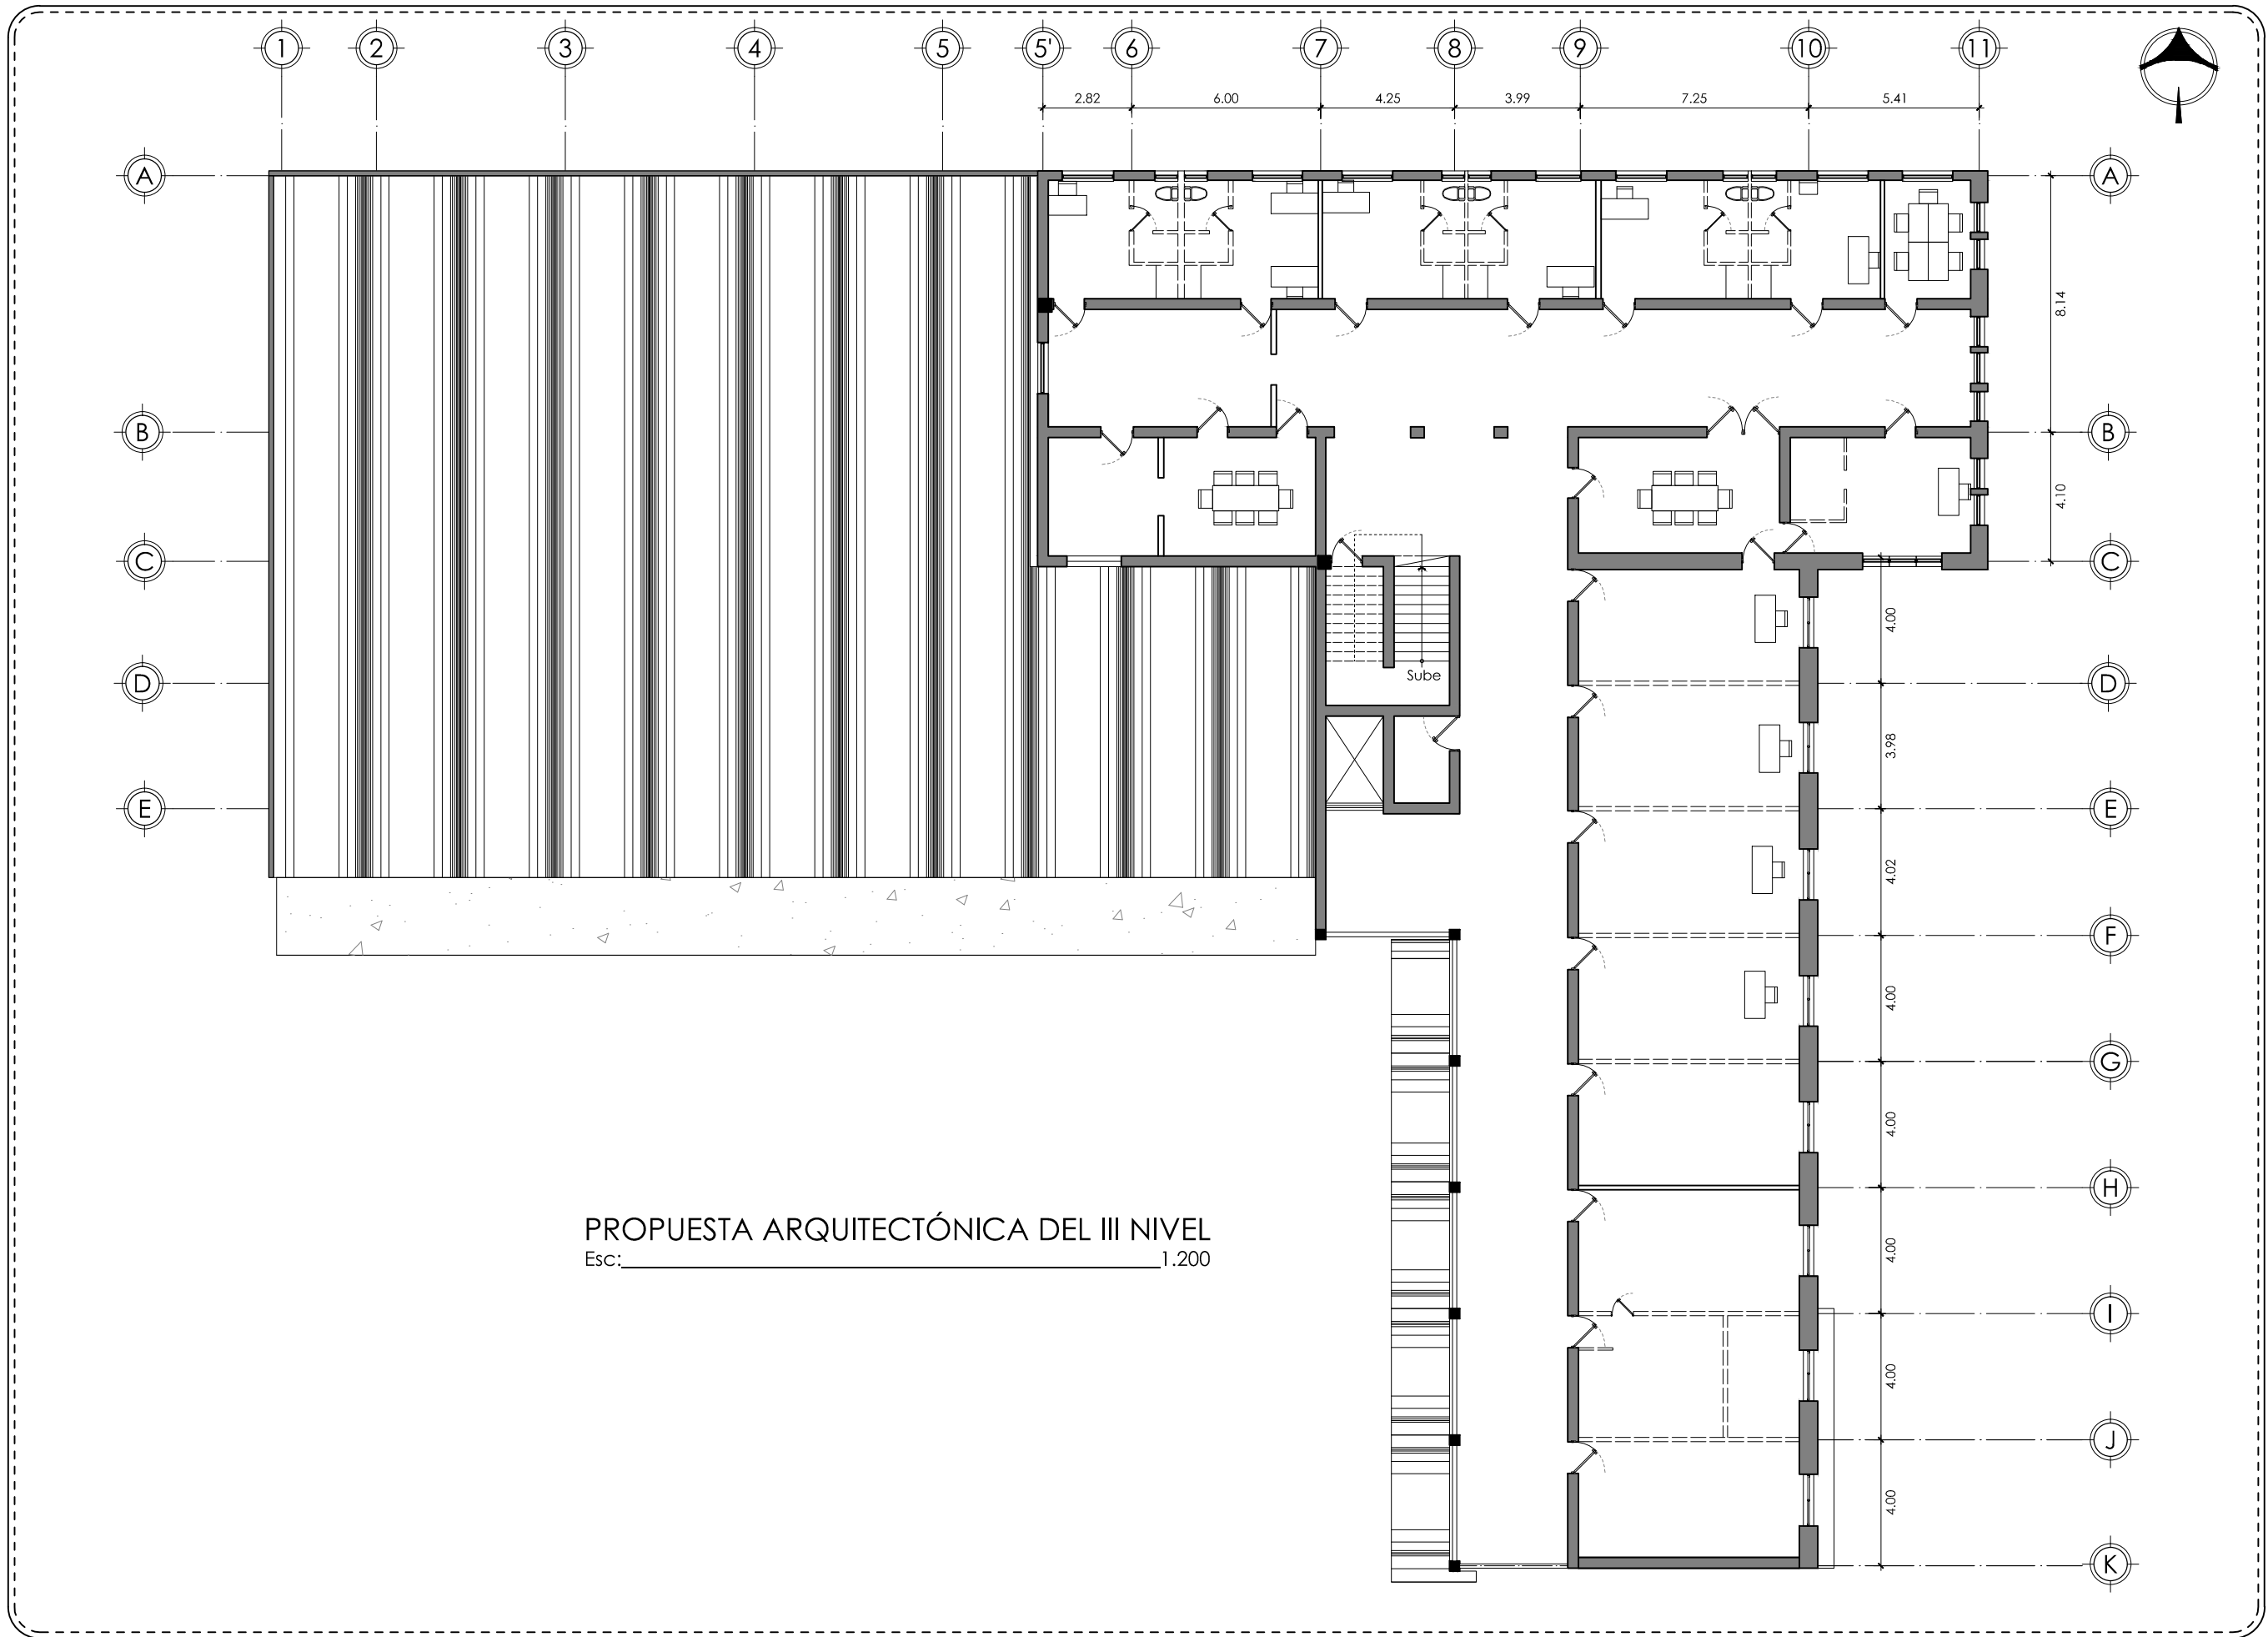 1 2 3 4 5 5' 6 7 8 9 10 11
2.82 6.00 4.25 3.99 7.25 5.41
A A
8.14
B B
4.10
C C
4.00
Sube
D D
3.98
E E
4.02
F
4.00
G
4.00
H
PROPUESTA ARQUITECTÓNICA DEL III NIVEL
Esc: 1.200
4.00
I
4.00
J
4.00
K